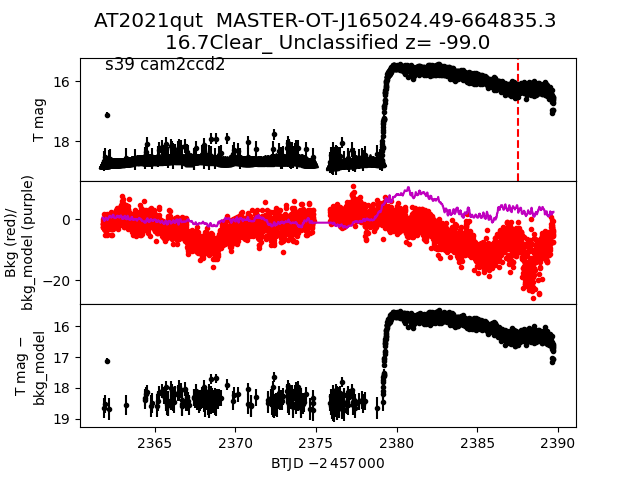 AT2021qut  MASTER-OT-J165024.49-664835.3
16.7Clear_ Unclassified z= -99.0
s39 cam2ccd2
16
18
T mag
0
−20
Bkg (red)/
bkg_model (purple)
16
17
18
19
T mag −
bkg_model
2365
2370
2375
2380
2385
2390
BTJD −2 457 000